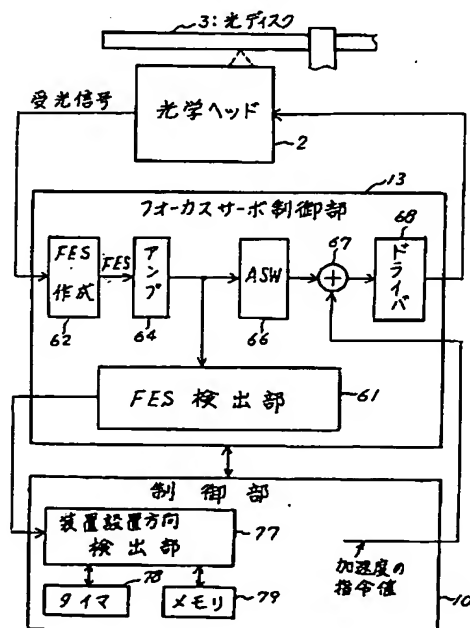 3:光ディスク
受光信号
光学ヘッド
2
13
フォーカスサーボ制御部
FES
作成
62
FES
アンプ
64
ASW
66
67
68
ドライバ
FES 検出部
61
制御部
装置設置方向
検出部
77
タイマ
78
メモリ
79
加速度の
指令値
10